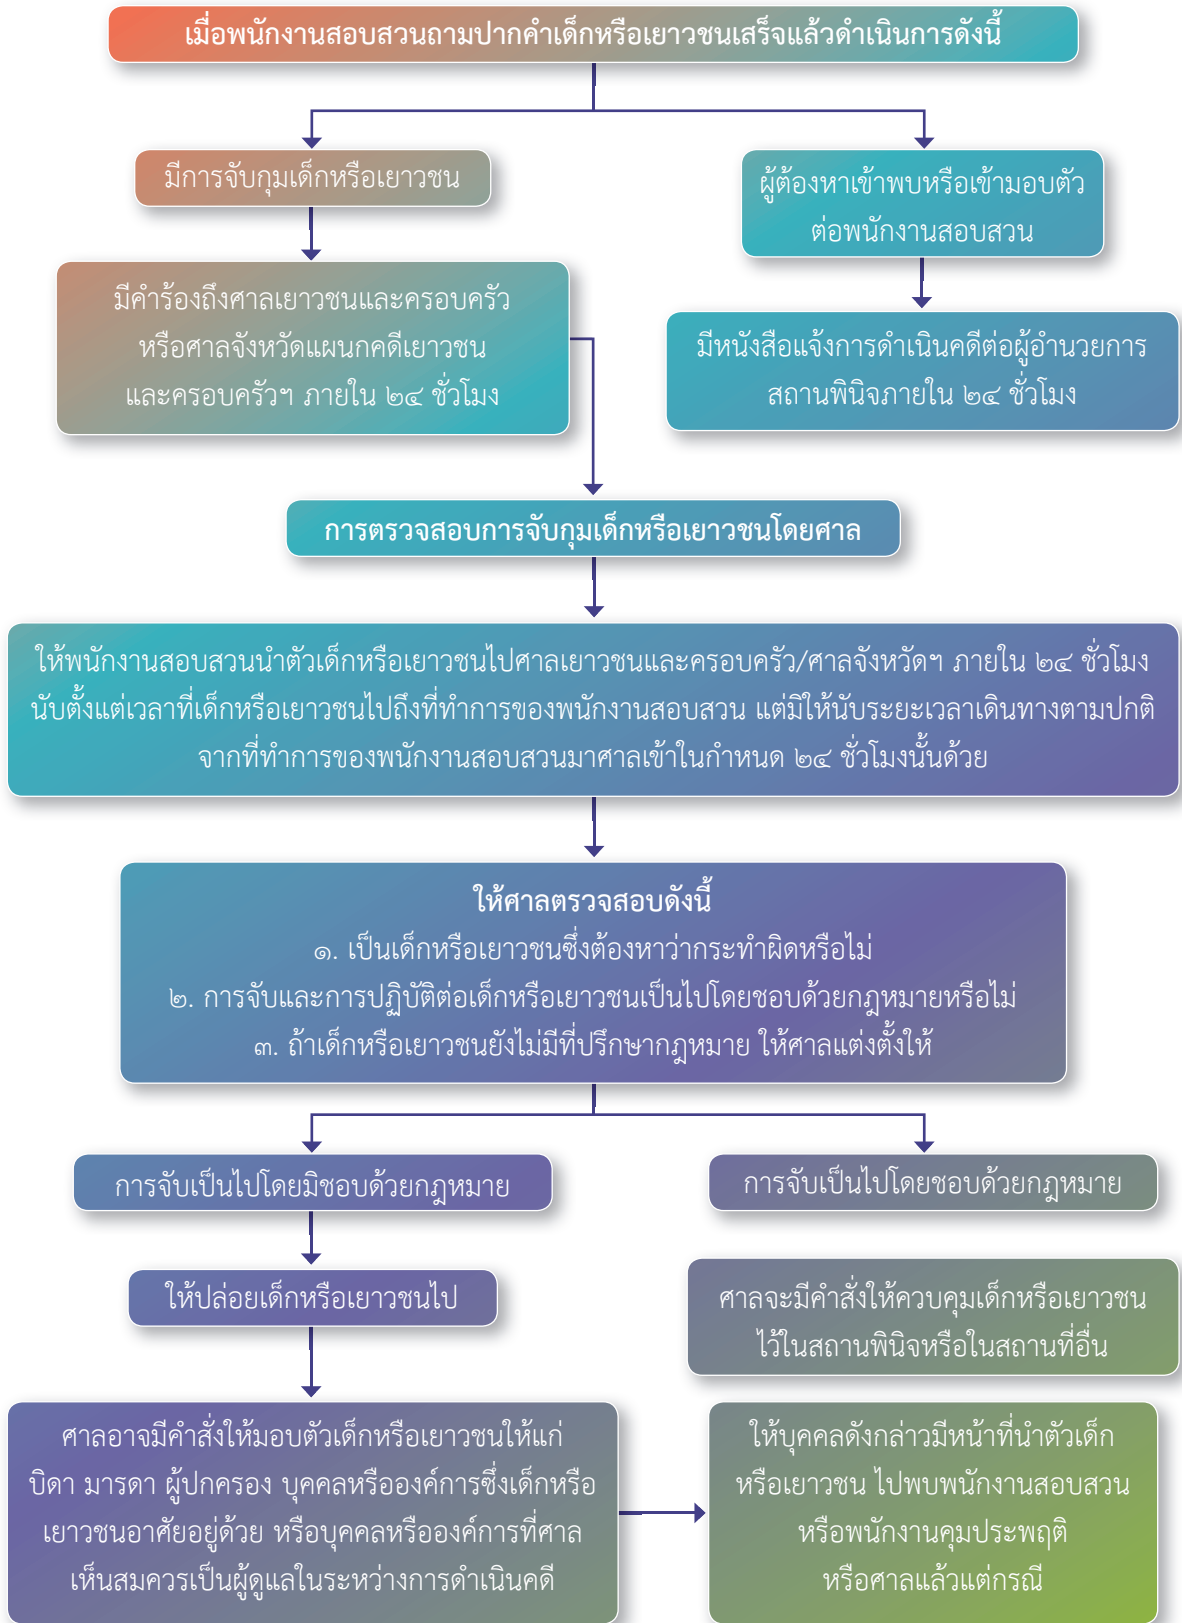 เมื่อพนักงานสอบสวนถามปากคำเด็กหรือเยาวชนเสร็จแล้วดำเนินการดังนี้
มีการจับกุมเด็กหรือเยาวชน
ผู้ต้องหาเข้าพบหรือเข้ามอบตัว
ต่อพนักงานสอบสวน
มีคำร้องถึงศาลเยาวชนและครอบครัว
หรือศาลจังหวัดแผนกคดีเยาวชน
และครอบครัวฯ ภายใน ๒๔ ชั่วโมง
มีหนังสือแจ้งการดำเนินคดีต่อผู้อำนวยการ
สถานพินิจภายใน ๒๔ ชั่วโมง
การตรวจสอบการจับกุมเด็กหรือเยาวชนโดยศาล
ให้พนักงานสอบสวนนำตัวเด็กหรือเยาวชนไปศาลเยาวชนและครอบครัว/ศาลจังหวัดฯ ภายใน ๒๔ ชั่วโมง
นับตั้งแต่เวลาที่เด็กหรือเยาวชนไปถึงที่ทำการของพนักงานสอบสวน แต่มิให้นับระยะเวลาเดินทางตามปกติ
จากที่ทำการของพนักงานสอบสวนมาศาลเข้าในกำหนด ๒๔ ชั่วโมงนั้นด้วย
ให้ศาลตรวจสอบดังนี้
๑. เป็นเด็กหรือเยาวชนซึ่งต้องหาว่ากระทำผิดหรือไม่
๒. การจับและการปฏิบัติต่อเด็กหรือเยาวชนเป็นไปโดยชอบด้วยกฎหมายหรือไม่
๓. ถ้าเด็กหรือเยาวชนยังไม่มีที่ปรึกษากฎหมาย ให้ศาลแต่งตั้งให้
การจับเป็นไปโดยมิชอบด้วยกฎหมาย
การจับเป็นไปโดยชอบด้วยกฎหมาย
ให้ปล่อยเด็กหรือเยาวชนไป
ศาลจะมีคำสั่งให้ควบคุมเด็กหรือเยาวชน
ไว้ในสถานพินิจหรือในสถานที่อื่น
ศาลอาจมีคำสั่งให้มอบตัวเด็กหรือเยาวชนให้แก่
บิดา มารดา ผู้ปกครอง บุคคลหรือองค์การซึ่งเด็กหรือ
เยาวชนอาศัยอยู่ด้วย หรือบุคคลหรือองค์การที่ศาล
เห็นสมควรเป็นผู้ดูแลในระหว่างการดำเนินคดี
ให้บุคคลดังกล่าวมีหน้าที่นำตัวเด็ก
หรือเยาวชน ไปพบพนักงานสอบสวน
หรือพนักงานคุมประพฤติ
หรือศาลแล้วแต่กรณี